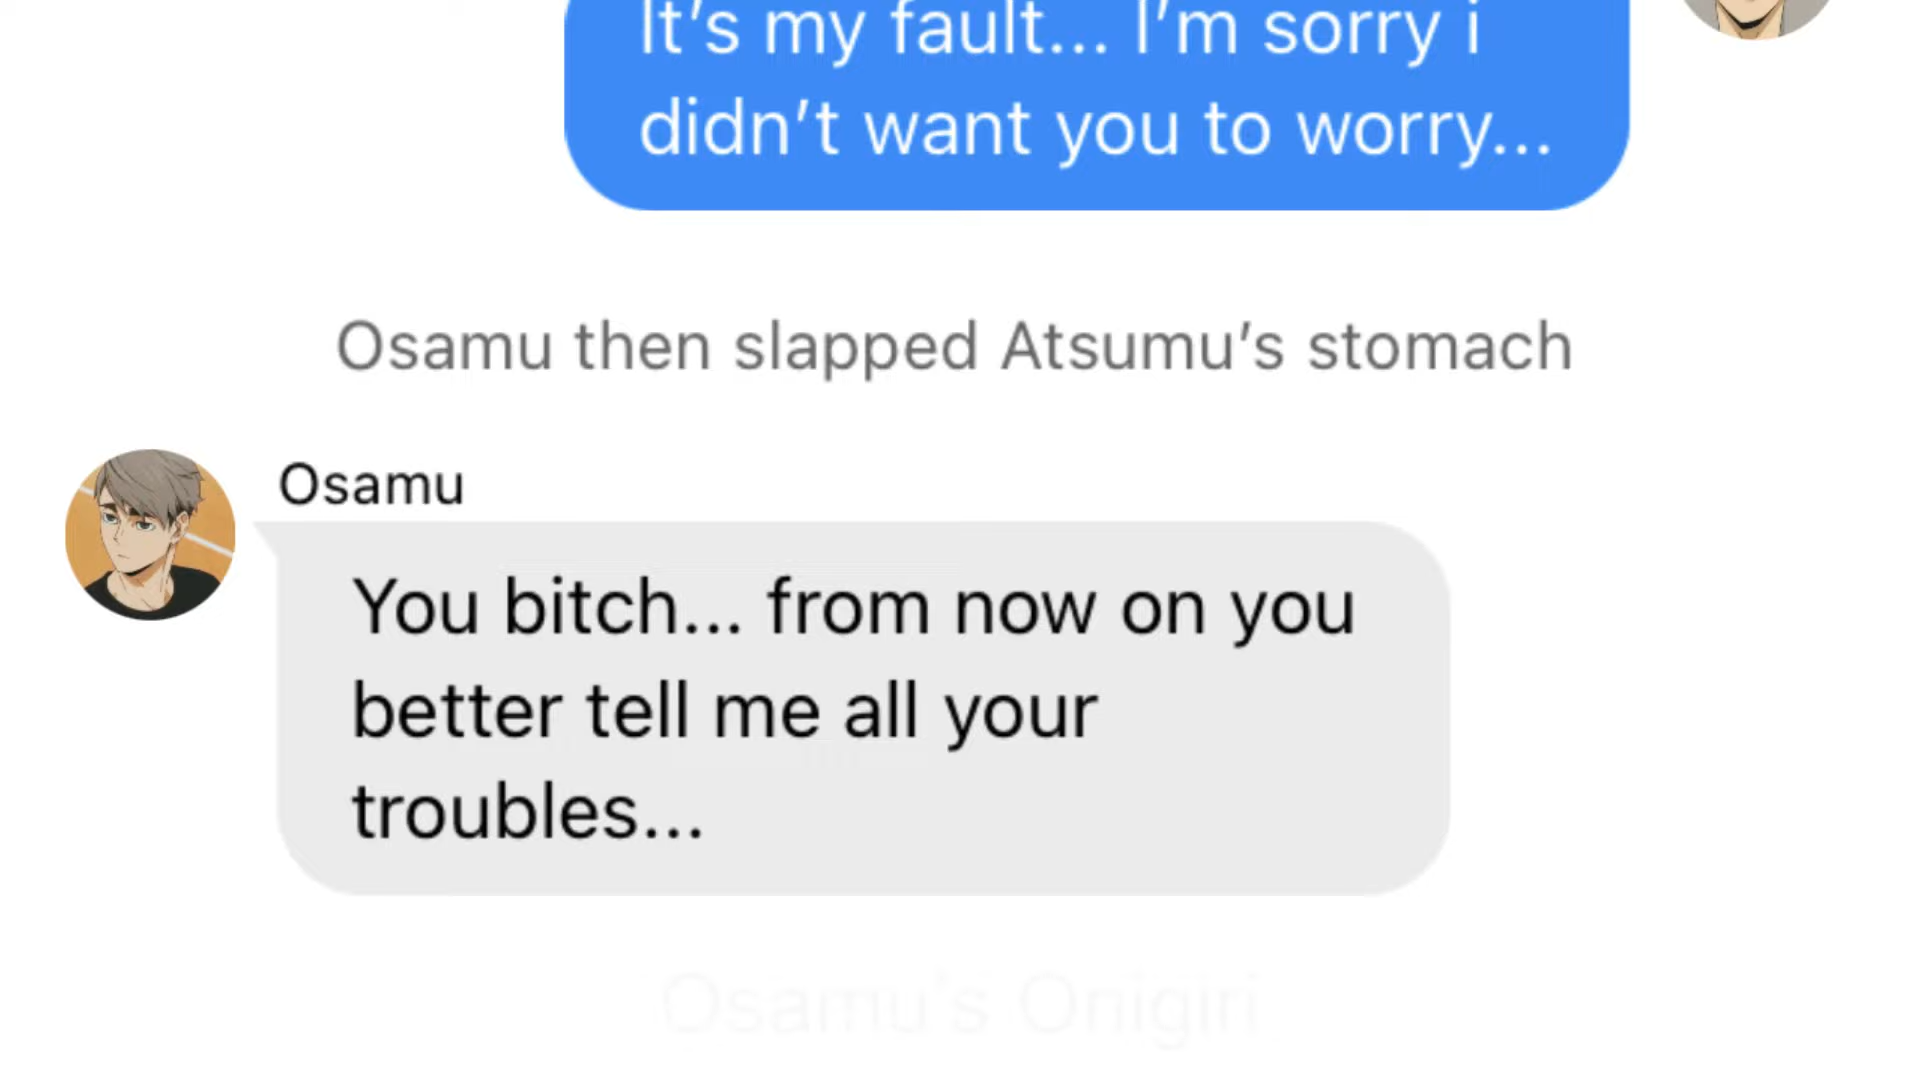 It’s my fault... I’m sorry i
didn’t want you to worry...
Osamu then slapped Atsumu’s stomach
Osamu
You bitch... from now on you
better tell me all your
troubles...
Osamu’s Onigiri